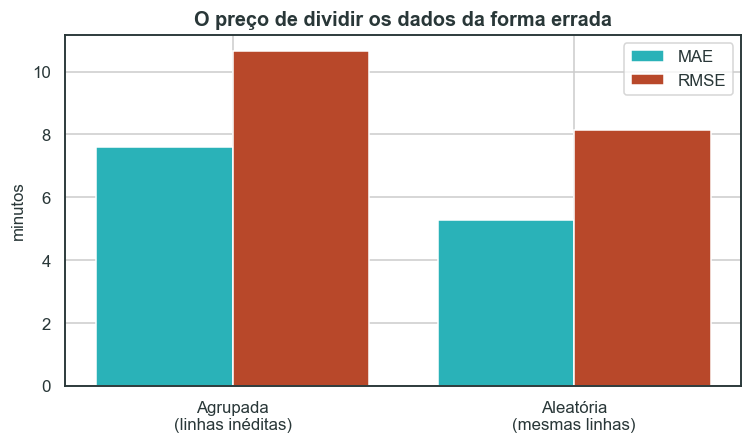 O preço de dividir os dados da forma errada
MAE
RMSE
minutos
10
8
6
4
2
0
Agrupada
(linhas inéditas)
Aleatória
(mesmas linhas)